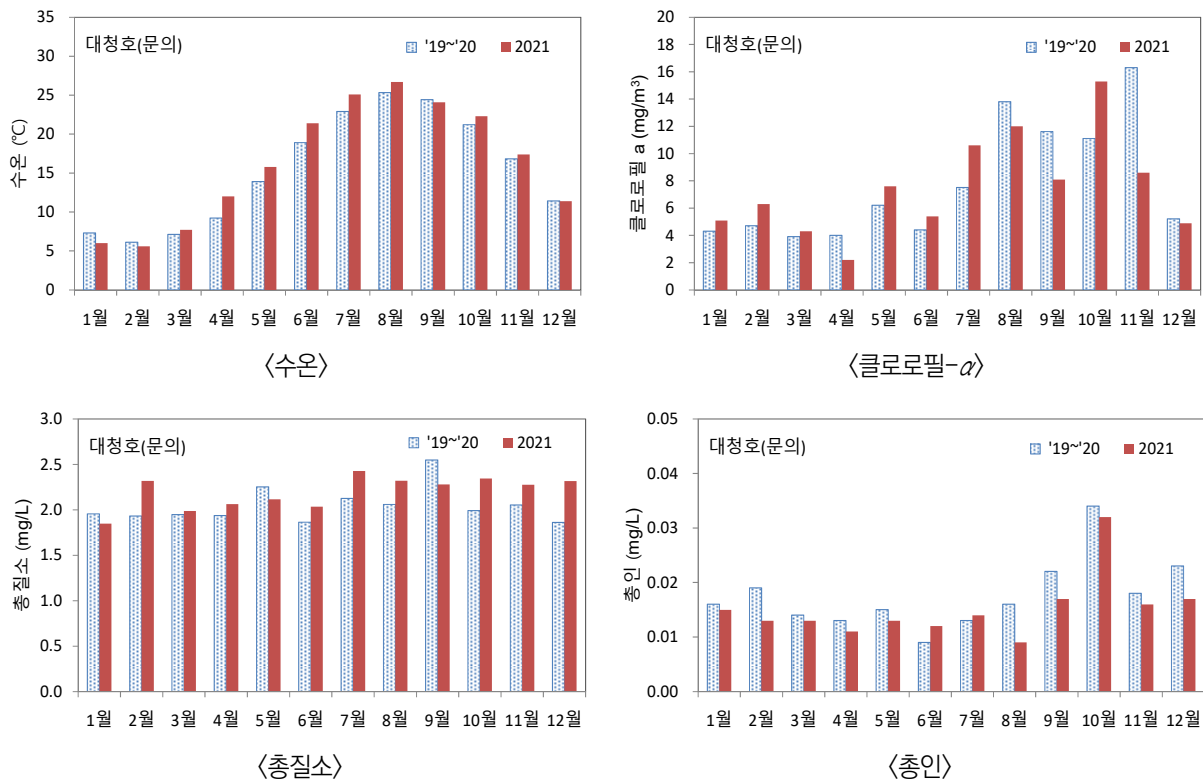 대청호(문의)
'19~'20 2021
수온 (℃)
35
30
25
20
15
10
5
0
1월 2월 3월 4월 5월 6월 7월 8월 9월 10월 11월 12월
〈수온〉
대청호(문의)
'19~'20 2021
클로로필 a (mg/m³)
20
18
16
14
12
10
8
6
4
2
0
1월 2월 3월 4월 5월 6월 7월 8월 9월 10월 11월 12월
〈클로로필-α〉
대청호(문의)
'19~'20 2021
총질소 (mg/L)
3.0
2.5
2.0
1.5
1.0
0.5
0.0
1월 2월 3월 4월 5월 6월 7월 8월 9월 10월 11월 12월
〈총질소〉
대청호(문의)
'19~'20 2021
총인 (mg/L)
0.05
0.04
0.03
0.02
0.01
0.00
1월 2월 3월 4월 5월 6월 7월 8월 9월 10월 11월 12월
〈총인〉